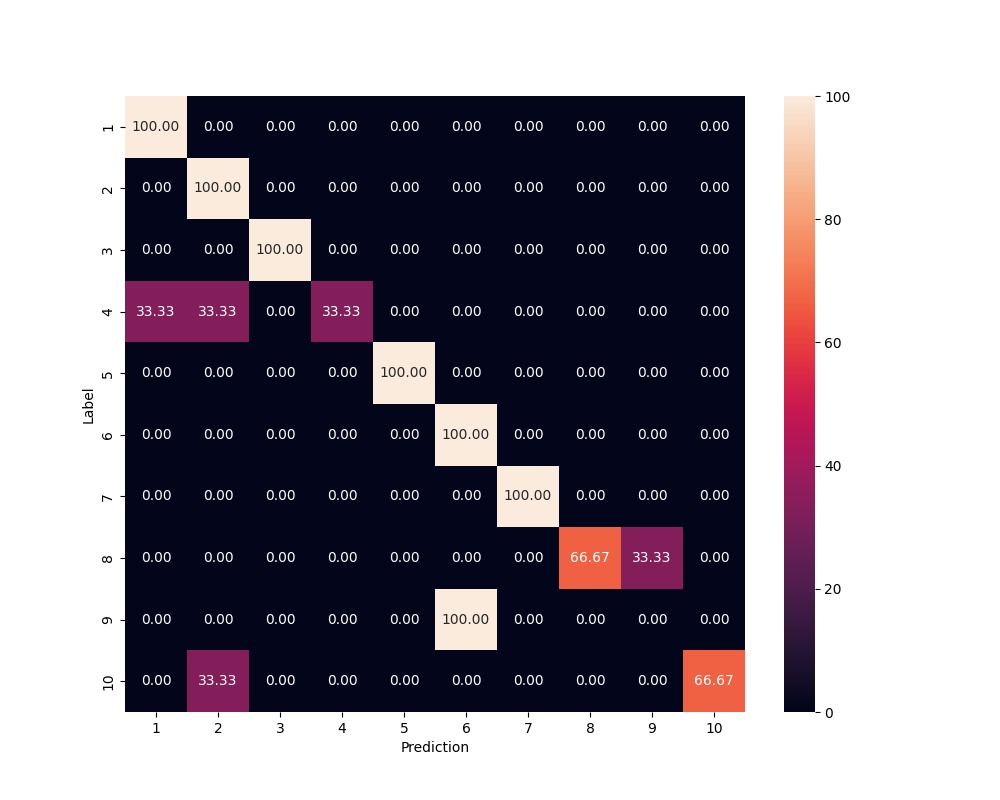 1 100.00 0.00 0.00 0.00 0.00 0.00 0.00 0.00 0.00 0.00
2 0.00 100.00 0.00 0.00 0.00 0.00 0.00 0.00 0.00 0.00
3 0.00 0.00 100.00 0.00 0.00 0.00 0.00 0.00 0.00 0.00
4 33.33 33.33 0.00 33.33 0.00 0.00 0.00 0.00 0.00 0.00
5 0.00 0.00 0.00 0.00 100.00 0.00 0.00 0.00 0.00 0.00
6 0.00 0.00 0.00 0.00 0.00 100.00 0.00 0.00 0.00 0.00
7 0.00 0.00 0.00 0.00 0.00 0.00 100.00 0.00 0.00 0.00
8 0.00 0.00 0.00 0.00 0.00 0.00 0.00 66.67 33.33 0.00
9 0.00 0.00 0.00 0.00 0.00 100.00 0.00 0.00 0.00 0.00
10 0.00 33.33 0.00 0.00 0.00 0.00 0.00 0.00 0.00 66.67
1 2 3 4 5 6 7 8 9 10
Prediction
Label
100
80
60
40
20
0